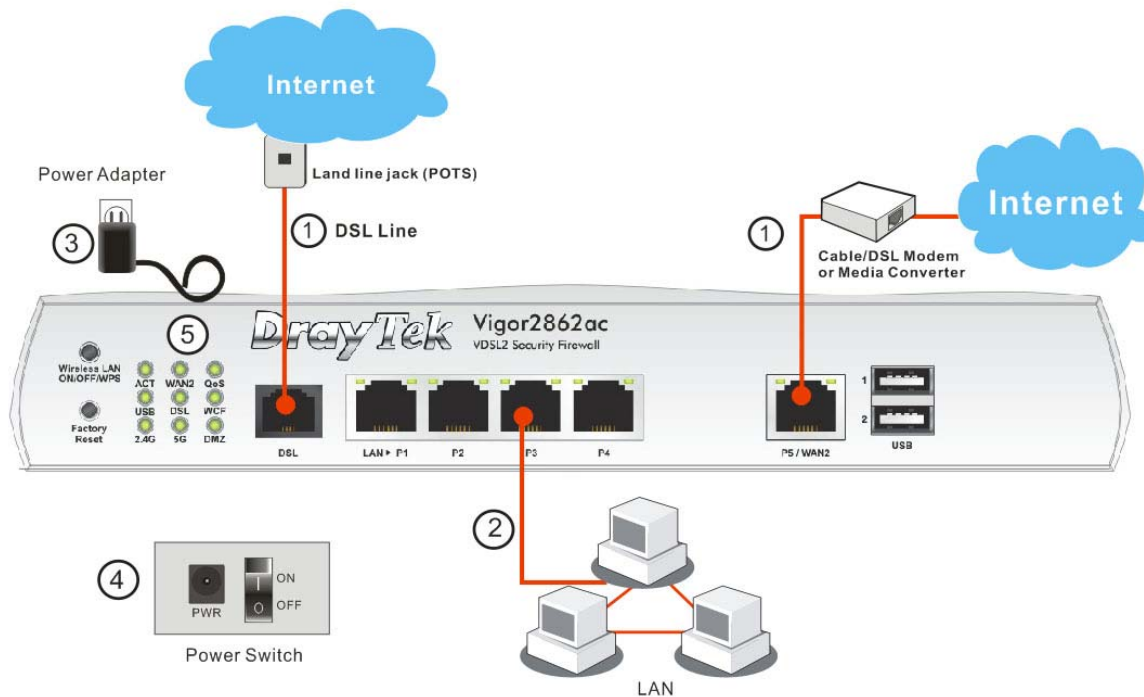 Internet
Power Adapter
Land line jack (POTS)
3
1
DSL Line
1
Internet
Cable/DSL Modem
or Media Converter
5
DrayTek
Vigor2862ac
VDSL2 Security Firewall
Wireless LAN
ON/OFF/WPS
ACT WAN2 QoS
USB DSL WCF
2.4G 5G DMZ
Factory
Reset
DSL
LAN ▶ P1
P2
P3
P4
P5 / WAN2
1
2
USB
2
4
PWR
ON
OFF
I
O
Power Switch
LAN